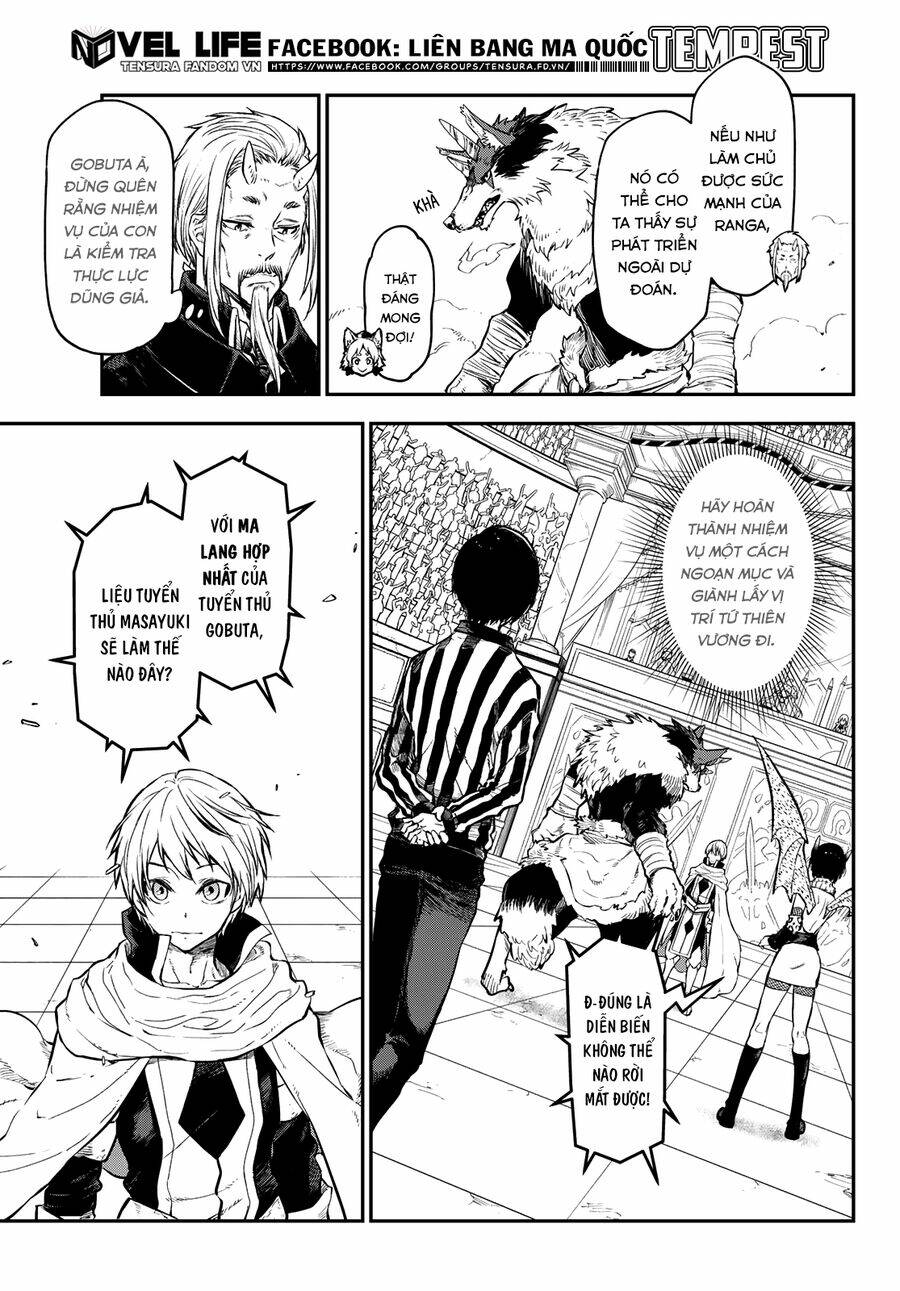 NOVEL LIFE
TENSURA FANDOM VN
FACEBOOK: LIÊN BANG MA QUỐC TEMPEST
HTTPS://WWW.FACEBOOK.COM/GROUPS/TENSURA.FD.VN/
NẾU NHƯ
LÀM CHỦ
ĐƯỢC SỨC
MẠNH CỦA
RANGA,
NÓ CÓ
THỂ CHO
TA THẤY SỰ
PHÁT TRIỂN
NGOÀI DỰ
ĐOÁN.
KHÀ
THẬT
ĐÁNG
MONG
ĐỢI!
GOBUTA À,
ĐỪNG QUÊN
RẰNG NHIỆM
VỤ CỦA CON
LÀ KIỂM TRA
THỰC LỰC
DŨNG GIẢ.
HÃY HOÀN
THÀNH NHIỆM
VỤ MỘT CÁCH
NGOẠN MỤC VÀ
GIÀNH LẤY VỊ
TRÍ TỨ THIÊN
VƯƠNG ĐI.
Đ-ĐÚNG LÀ
DIỄN BIẾN
KHÔNG THỂ
NÀO RỜI
MẮT ĐƯỢC!
VỚI MA
LANG HỢP
NHẤT CỦA
TUYỂN THỦ
GOBUTA,
LIỆU TUYỂN
THỦ MASAYUKI
SẼ LÀM THẾ
NÀO ĐÂY?